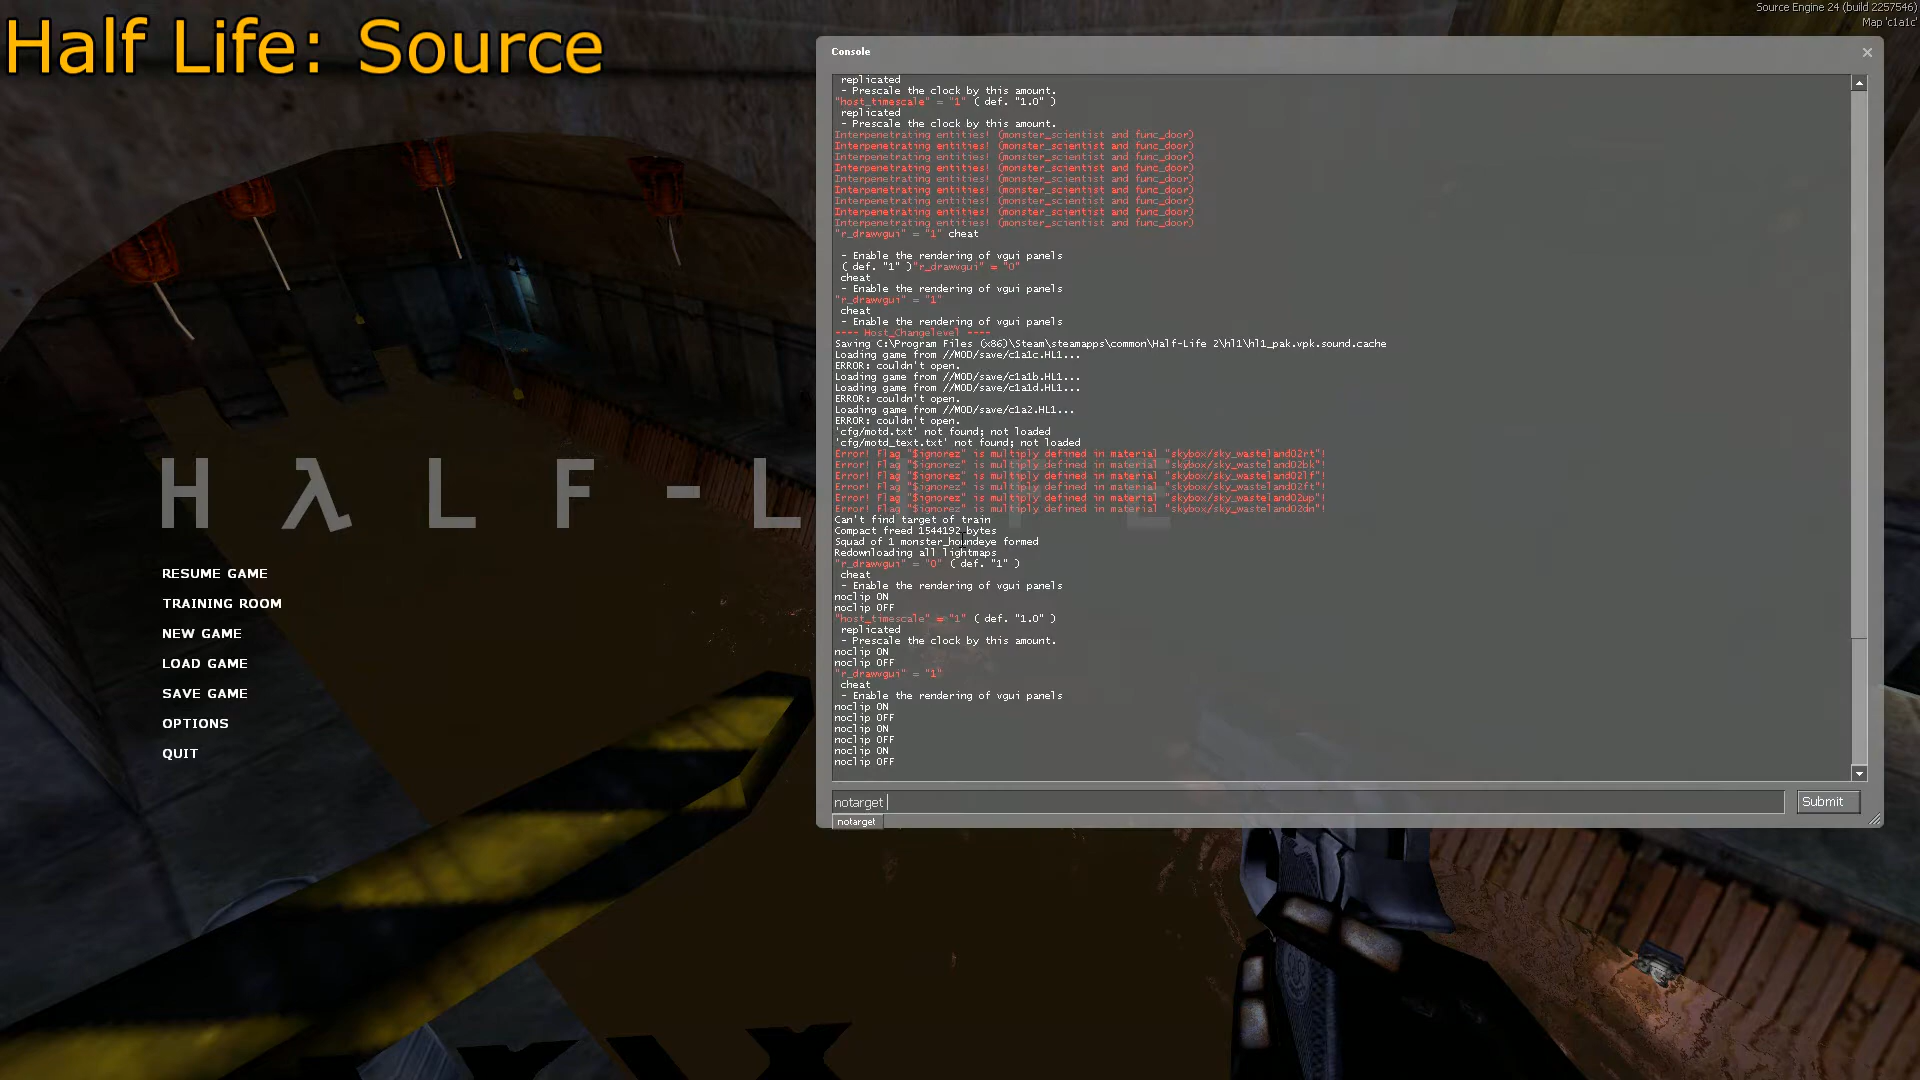 Half Life: Source
Source Engine 24 (build 2257546)
Map 'c1a1c'
Console
replicated
- Prescale the clock by this amount.
"host_timescale" = "1" ( def. "1.0" )
replicated
- Prescale the clock by this amount.
Interpenetrating entities! (monster_scientist and func_door)
Interpenetrating entities! (monster_scientist and func_door)
Interpenetrating entities! (monster_scientist and func_door)
Interpenetrating entities! (monster_scientist and func_door)
Interpenetrating entities! (monster_scientist and func_door)
Interpenetrating entities! (monster_scientist and func_door)
Interpenetrating entities! (monster_scientist and func_door)
Interpenetrating entities! (monster_scientist and func_door)
Interpenetrating entities! (monster_scientist and func_door)
"r_drawvgui" = "1" cheat
- Enable the rendering of vgui panels
( def. "1" )"r_drawvgui" = "0"
cheat
- Enable the rendering of vgui panels
"r_drawvgui" = "1"
cheat
- Enable the rendering of vgui panels
---- Host_Changelevel ----
Saving C:\Program Files (x86)\Steam\steamapps\common\Half-Life 2\hl1\hl1_pak.vpk.sound.cache
Loading game from //MOD/save/c1a1c.HL1...
ERROR: couldn't open.
Loading game from //MOD/save/c1a1b.HL1...
Loading game from //MOD/save/c1a1d.HL1...
ERROR: couldn't open.
Loading game from //MOD/save/c1a2.HL1...
ERROR: couldn't open.
'cfg/motd.txt' not found; not loaded
'cfg/motd_text.txt' not found; not loaded
Error! Flag "$ignorez" is multiply defined in material "skybox/sky_wasteland02rt"!
Error! Flag "$ignorez" is multiply defined in material "skybox/sky_wasteland02bk"!
Error! Flag "$ignorez" is multiply defined in material "skybox/sky_wasteland02lf"!
Error! Flag "$ignorez" is multiply defined in material "skybox/sky_wasteland02ft"!
Error! Flag "$ignorez" is multiply defined in material "skybox/sky_wasteland02up"!
Error! Flag "$ignorez" is multiply defined in material "skybox/sky_wasteland02dn"!
Can't find target of train
Compact freed 1544192 bytes
Squad of 1 monster_houndeye formed
Redownloading all lightmaps
"r_drawvgui" = "0" ( def. "1" )
cheat
- Enable the rendering of vgui panels
noclip ON
noclip OFF
"host_timescale" = "1" ( def. "1.0" )
replicated
- Prescale the clock by this amount.
noclip ON
noclip OFF
"r_drawvgui" = "1"
cheat
- Enable the rendering of vgui panels
noclip ON
noclip OFF
noclip ON
noclip OFF
noclip ON
noclip OFF
notarget
Submit
notarget
HλLF-LIFE
RESUME GAME
TRAINING ROOM
NEW GAME
LOAD GAME
SAVE GAME
OPTIONS
QUIT